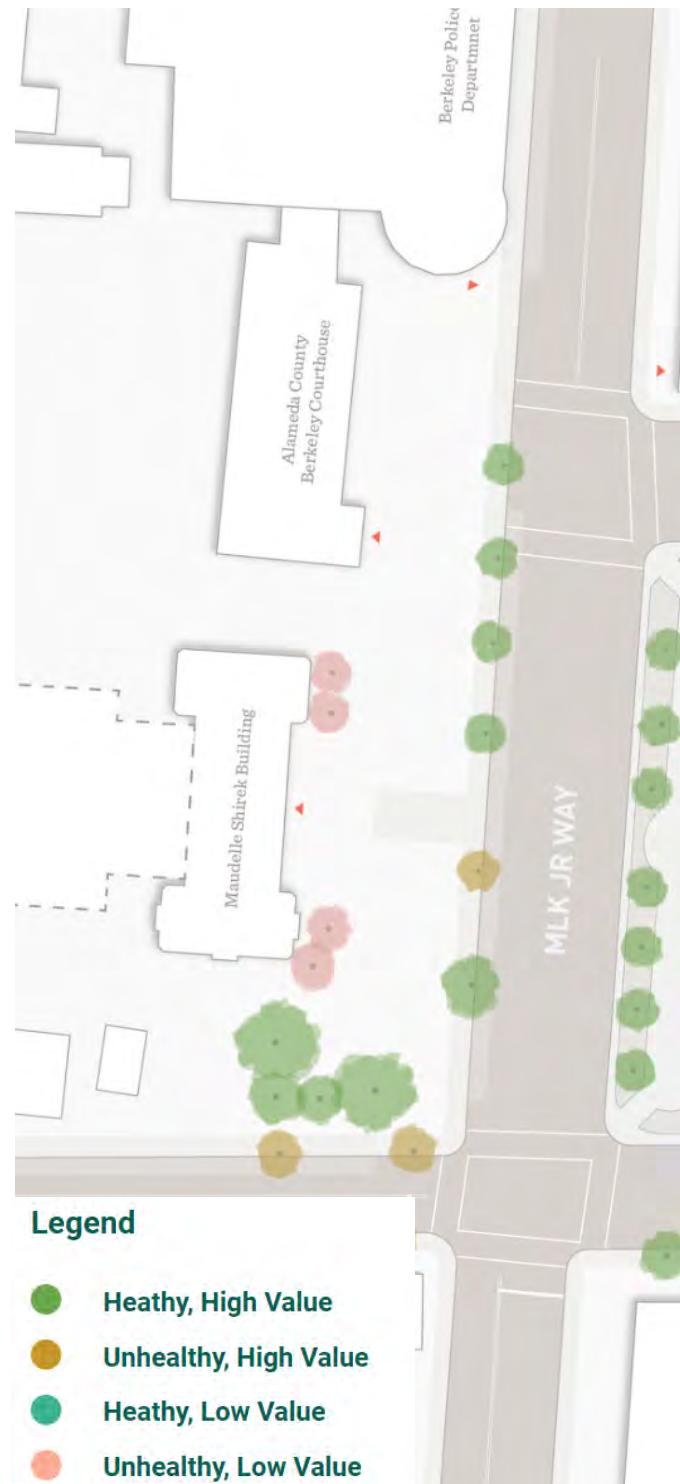 Berkeley Police
Departmnet
Alameda County
Berkeley Courthouse
Maudelle Shirek Building
MLK JR WAY
Legend
Heathy, High Value
Unhealthy, High Value
Heathy, Low Value
Unhealthy, Low Value